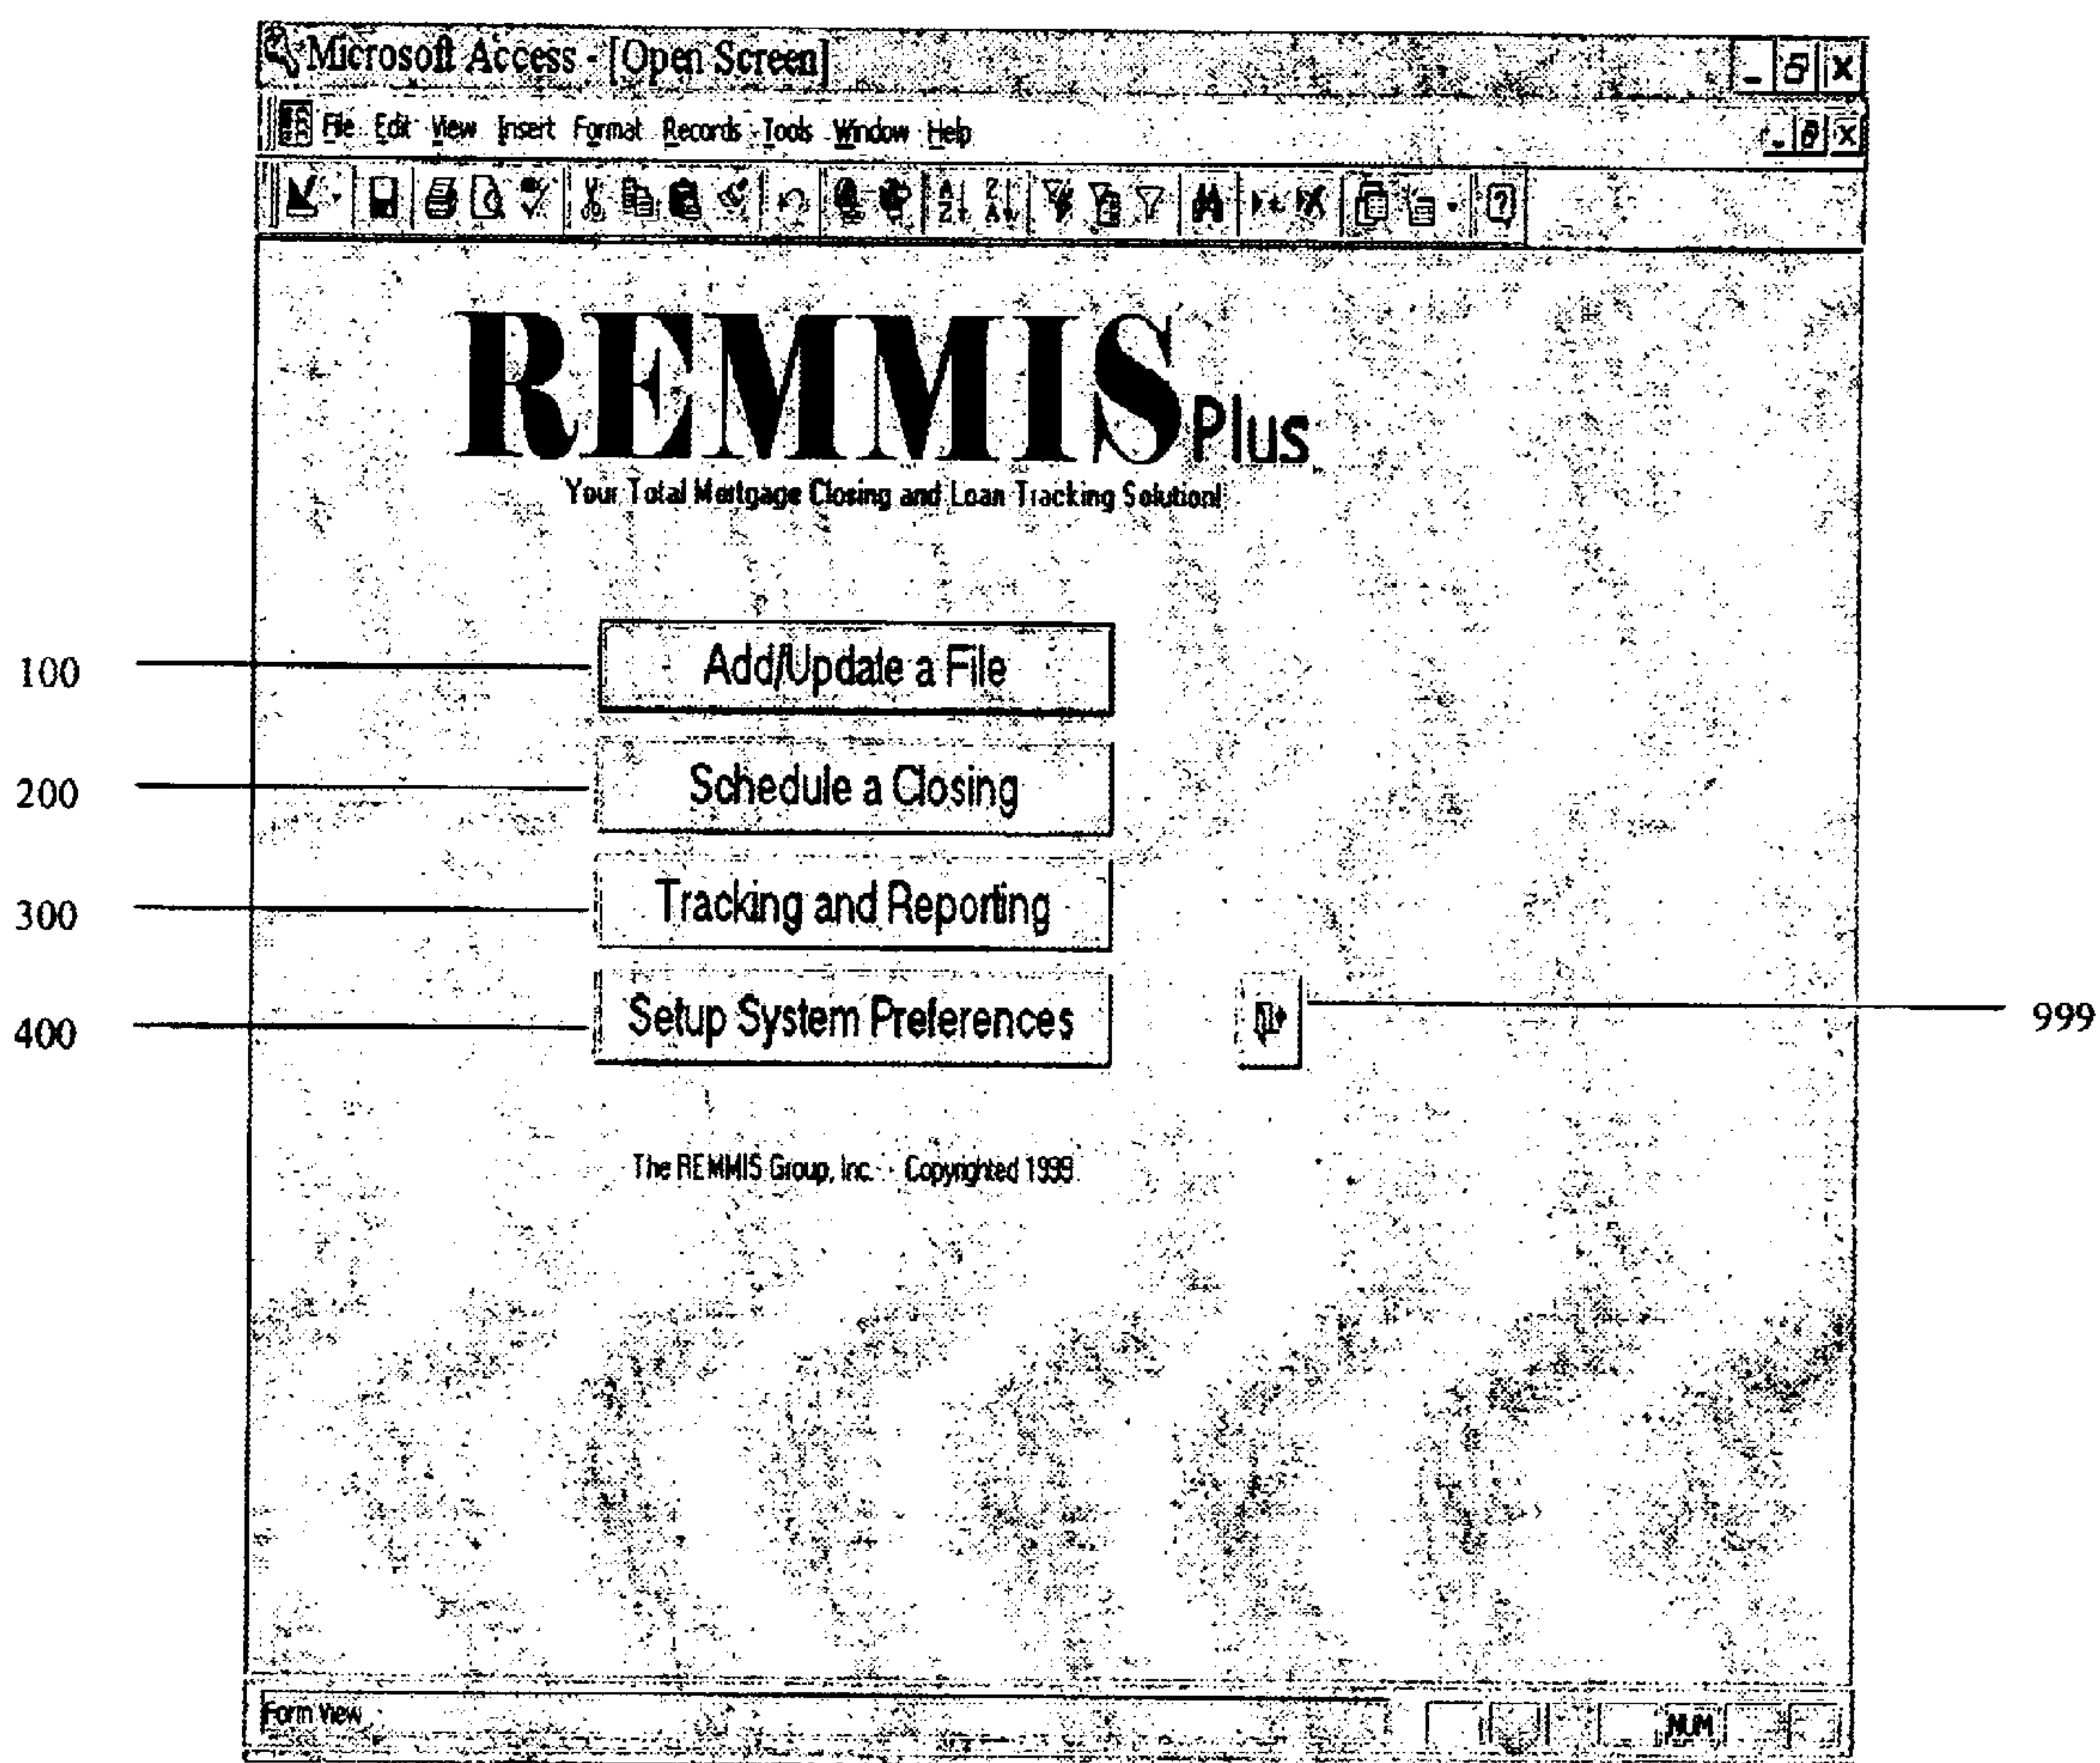 Microsoft Access - [Open Screen]
File Edit View Insert Format Records Tools Window Help
REMMIS Plus
Your Total Mortgage Closing and Loan Tracking Solution!
100 Add/Update a File
200 Schedule a Closing
300 Tracking and Reporting
400 Setup System Preferences 999
The REMMIS Group, Inc. - Copyrighted 1999
Form View NUM